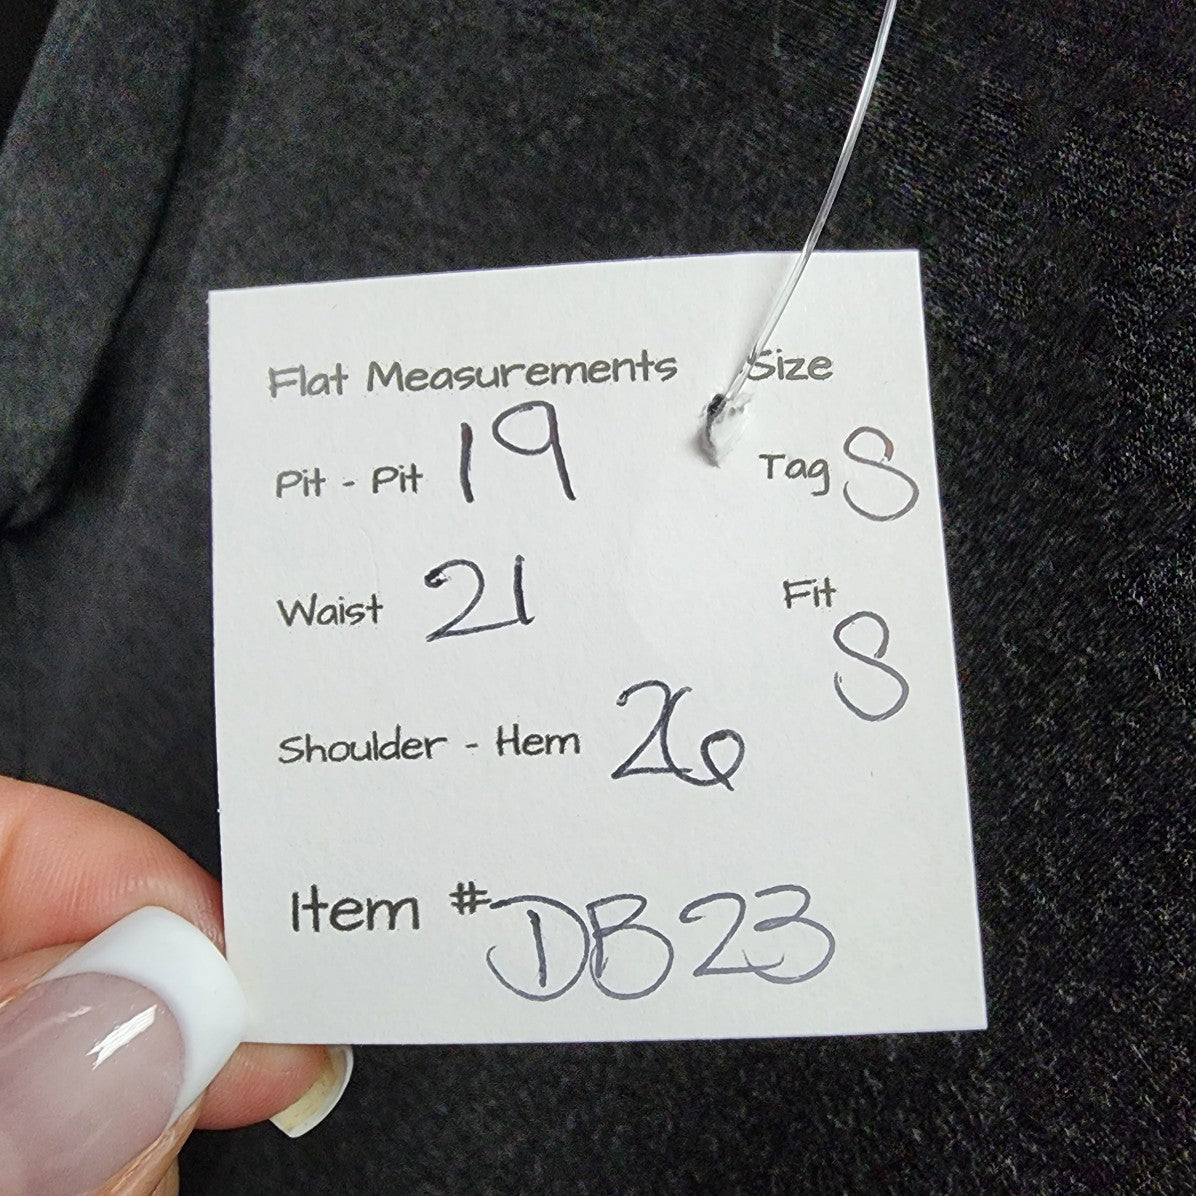 Flat Measurements Size
Pit - Pit 19 Tag S
Waist 21 Fit S
Shoulder - Hem 26
Item # DB23